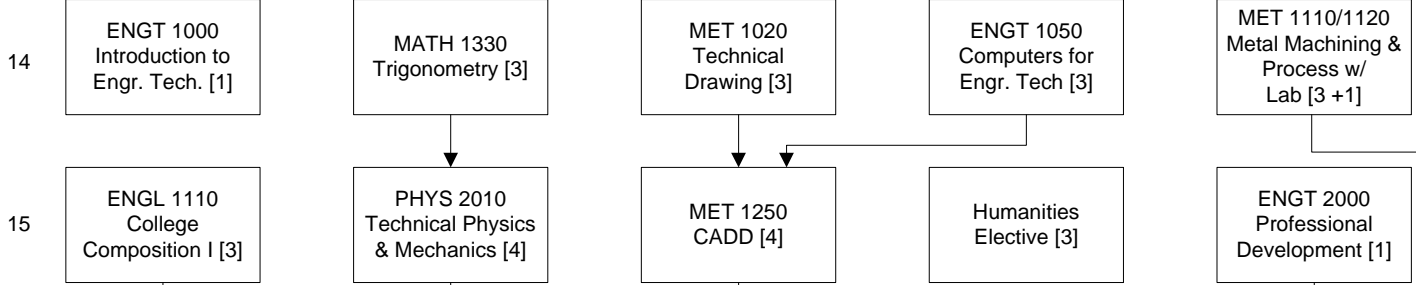 14
ENGT 1000
Introduction to
Engr. Tech. [1]
MATH 1330
Trigonometry [3]
MET 1020
Technical
Drawing [3]
ENGT 1050
Computers for
Engr. Tech [3]
MET 1110/1120
Metal Machining &
Process w/
Lab [3 +1]
15
ENGL 1110
College
Composition I [3]
PHYS 2010
Technical Physics
& Mechanics [4]
MET 1250
CADD [4]
Humanities
Elective [3]
ENGT 2000
Professional
Development [1]